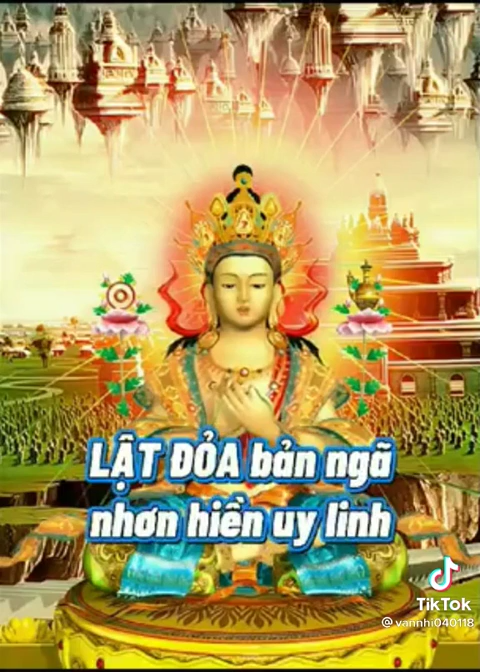 LẬT ĐỎA bản ngã
nhơn hiền uy linh
TikTok
@vannhi040118